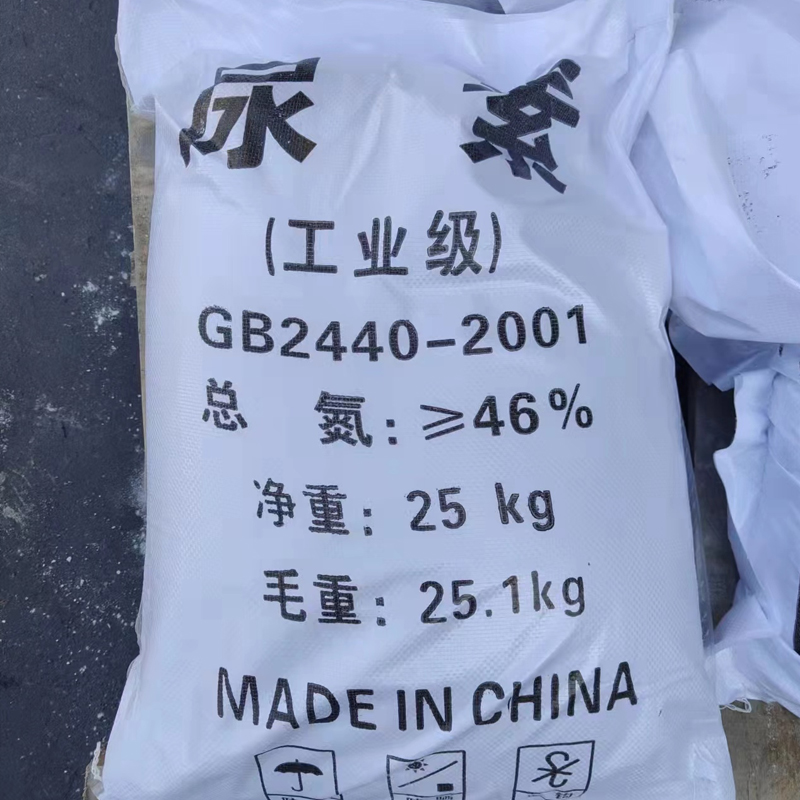 尿 素
(工业级)
GB2440-2001
总 氮: ≥46%
净重: 25 kg
毛重: 25.1kg
MADE IN CHINA